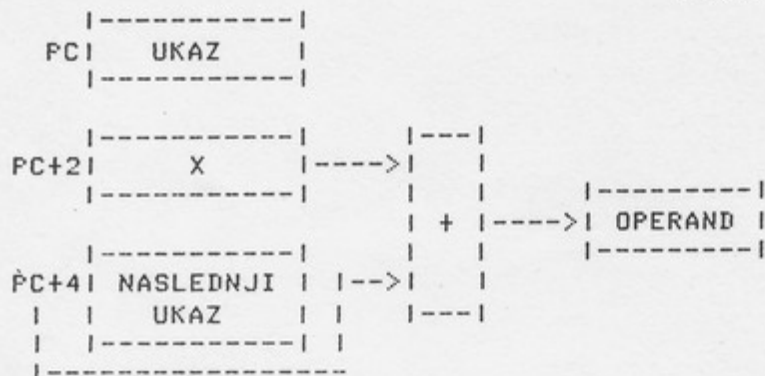 PC UKAZ
PC+2 X
+ OPERAND
PC+4 NASLEDNJI
UKAZ